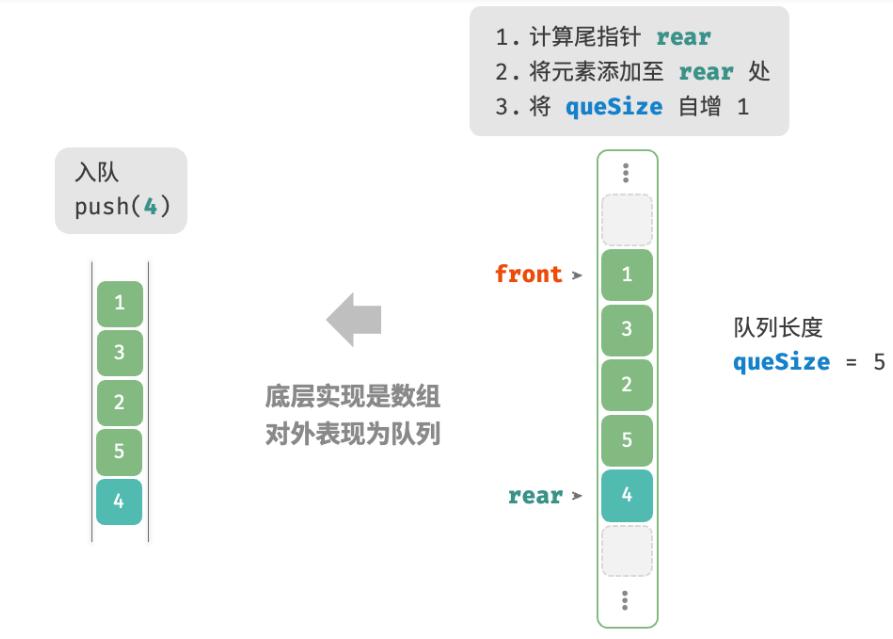 1. 计算尾指针 rear
2. 将元素添加至 rear 处
3. 将 queSize 自增 1
入队
push(4)
1
3
2
5
4
底层实现是数组
对外表现为队列
front
1
3
2
5
rear
4
队列长度
queSize = 5